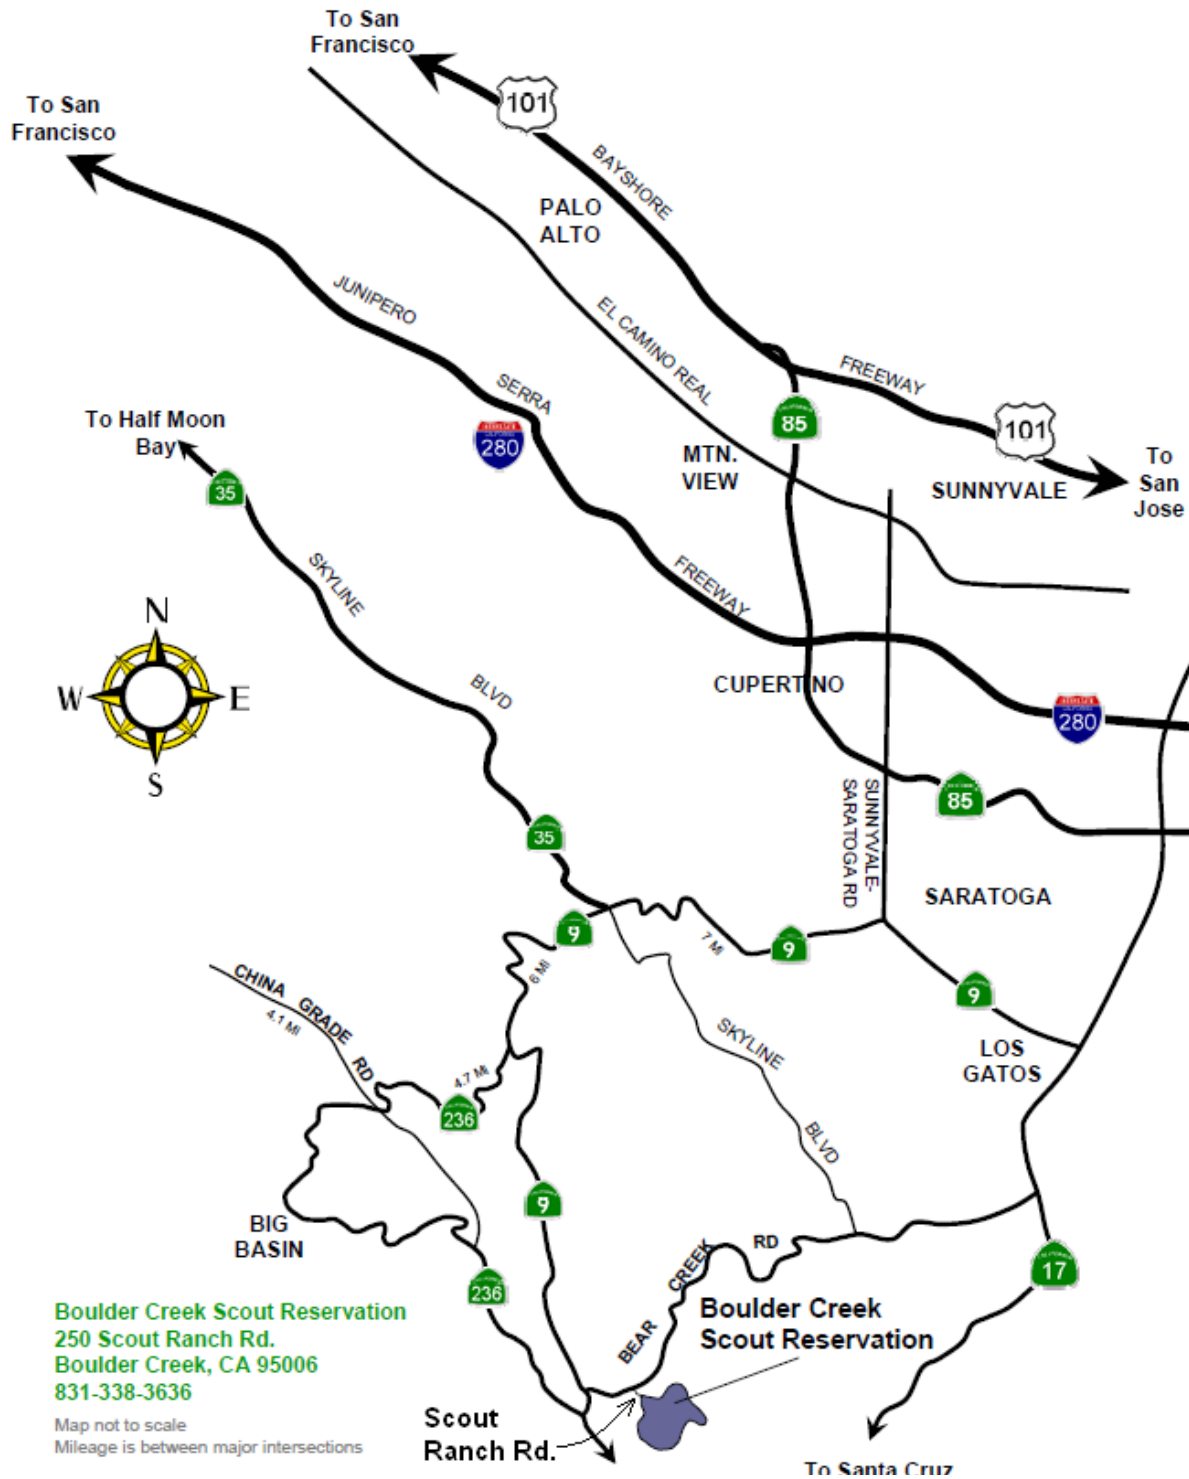 To San
Francisco
To San
Francisco
101
BAYSHORE
PALO
ALTO
JUNIPERO
EL CAMINO REAL
FREEWAY
SERRA
To Half Moon
Bay
85
101
280
MTN.
VIEW
To
San
Jose
35
SUNNYVALE
SKYLINE
FREEWAY
N
W
E
S
BLVD
CUPERTINO
280
SUNNYVALE-
SARATOGA RD
85
35
SARATOGA
9
7 MI
9
6 MI
CHINA GRADE RD
4.1 MI
9
SKYLINE
LOS
GATOS
4.7 MI
236
BLVD
9
BIG
BASIN
RD
CREEK
BEAR
17
236
Boulder Creek
Scout Reservation
Boulder Creek Scout Reservation
250 Scout Ranch Rd.
Boulder Creek, CA 95006
831-338-3636
Map not to scale
Mileage is between major intersections
Scout
Ranch Rd.
To Santa Cruz